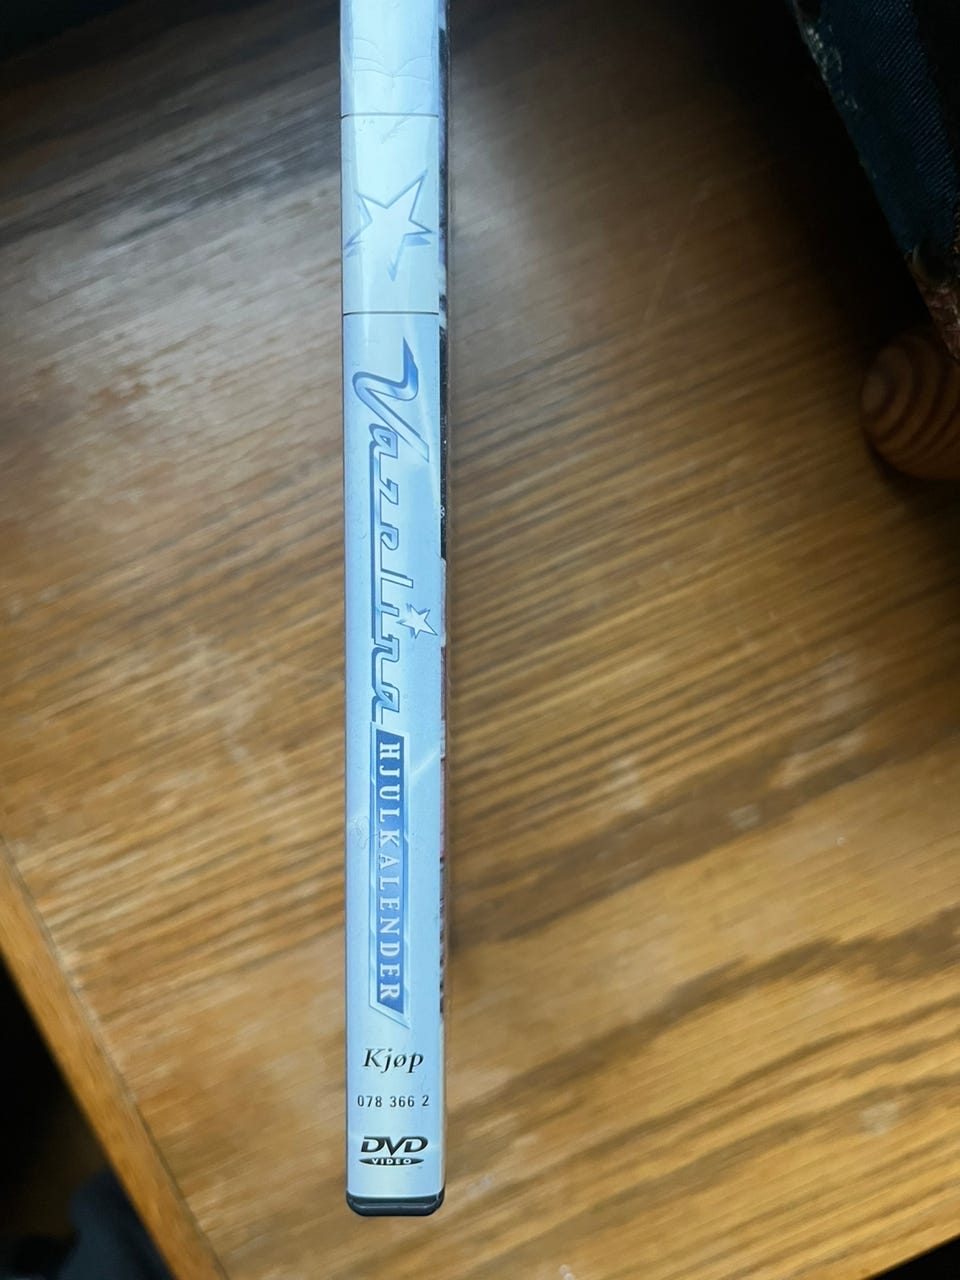 Vazelina
HJULKALENDER
Kjøp
078 366 2
DVD
VIDEO